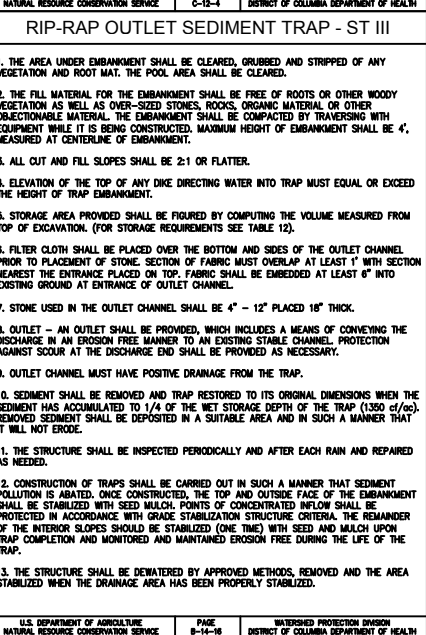 NATURAL RESOURCE CONSERVATION SERVICE C-12-4 DISTRICT OF COLUMBIA DEPARTMENT OF HEALTH
RIP-RAP OUTLET SEDIMENT TRAP - ST III
. THE AREA UNDER EMBANKMENT SHALL BE CLEARED, GRUBBED AND STRIPPED OF ANY
VEGETATION AND ROOT MAT. THE POOL AREA SHALL BE CLEARED.
2. THE FILL MATERIAL FOR THE EMBANKMENT SHALL BE FREE OF ROOTS OR OTHER WOODY
VEGETATION AS WELL AS OVER-SIZED STONES, ROCKS, ORGANIC MATERIAL OR OTHER
OBJECTIONABLE MATERIAL. THE EMBANKMENT SHALL BE COMPACTED BY TRAVERSING WITH
EQUIPMENT WHILE IT IS BEING CONSTRUCTED. MAXIMUM HEIGHT OF EMBANKMENT SHALL BE 4',
MEASURED AT CENTERLINE OF EMBANKMENT.
3. ALL CUT AND FILL SLOPES SHALL BE 2:1 OR FLATTER.
4. ELEVATION OF THE TOP OF ANY DIKE DIRECTING WATER INTO TRAP MUST EQUAL OR EXCEED
THE HEIGHT OF TRAP EMBANKMENT.
5. STORAGE AREA PROVIDED SHALL BE FIGURED BY COMPUTING THE VOLUME MEASURED FROM
TOP OF EXCAVATION. (FOR STORAGE REQUIREMENTS SEE TABLE 12).
6. FILTER CLOTH SHALL BE PLACED OVER THE BOTTOM AND SIDES OF THE OUTLET CHANNEL
PRIOR TO PLACEMENT OF STONE. SECTION OF FABRIC MUST OVERLAP AT LEAST 1' WITH SECTION
NEAREST THE ENTRANCE PLACED ON TOP. FABRIC SHALL BE EMBEDDED AT LEAST 6" INTO
EXISTING GROUND AT ENTRANCE OF OUTLET CHANNEL.
7. STONE USED IN THE OUTLET CHANNEL SHALL BE 4" - 12" PLACED 18" THICK.
8. OUTLET - AN OUTLET SHALL BE PROVIDED, WHICH INCLUDES A MEANS OF CONVEYING THE
DISCHARGE IN AN EROSION FREE MANNER TO AN EXISTING STABLE CHANNEL. PROTECTION
AGAINST SCOUR AT THE DISCHARGE END SHALL BE PROVIDED AS NECESSARY.
9. OUTLET CHANNEL MUST HAVE POSITIVE DRAINAGE FROM THE TRAP.
10. SEDIMENT SHALL BE REMOVED AND TRAP RESTORED TO ITS ORIGINAL DIMENSIONS WHEN THE
SEDIMENT HAS ACCUMULATED TO 1/4 OF THE WET STORAGE DEPTH OF THE TRAP (1350 cf/ac).
REMOVED SEDIMENT SHALL BE DEPOSITED IN A SUITABLE AREA AND IN SUCH A MANNER THAT
IT WILL NOT ERODE.
11. THE STRUCTURE SHALL BE INSPECTED PERIODICALLY AND AFTER EACH RAIN AND REPAIRED
AS NEEDED.
12. CONSTRUCTION OF TRAPS SHALL BE CARRIED OUT IN SUCH A MANNER THAT SEDIMENT
POLLUTION IS ABATED. ONCE CONSTRUCTED, THE TOP AND OUTSIDE FACE OF THE EMBANKMENT
SHALL BE STABILIZED WITH SEED MULCH. POINTS OF CONCENTRATED INFLOW SHALL BE
PROTECTED IN ACCORDANCE WITH GRADE STABILIZATION STRUCTURE CRITERIA. THE REMAINDER
OF THE INTERIOR SLOPES SHOULD BE STABILIZED (ONE TIME) WITH SEED AND MULCH UPON
TRAP COMPLETION AND MONITORED AND MAINTAINED EROSION FREE DURING THE LIFE OF THE
TRAP.
13. THE STRUCTURE SHALL BE DEWATERED BY APPROVED METHODS, REMOVED AND THE AREA
STABILIZED WHEN THE DRAINAGE AREA HAS BEEN PROPERLY STABILIZED.
U.S. DEPARTMENT OF AGRICULTURE PAGE WATERSHED PROTECTION DIVISION
NATURAL RESOURCE CONSERVATION SERVICE B-14-16 DISTRICT OF COLUMBIA DEPARTMENT OF HEALTH